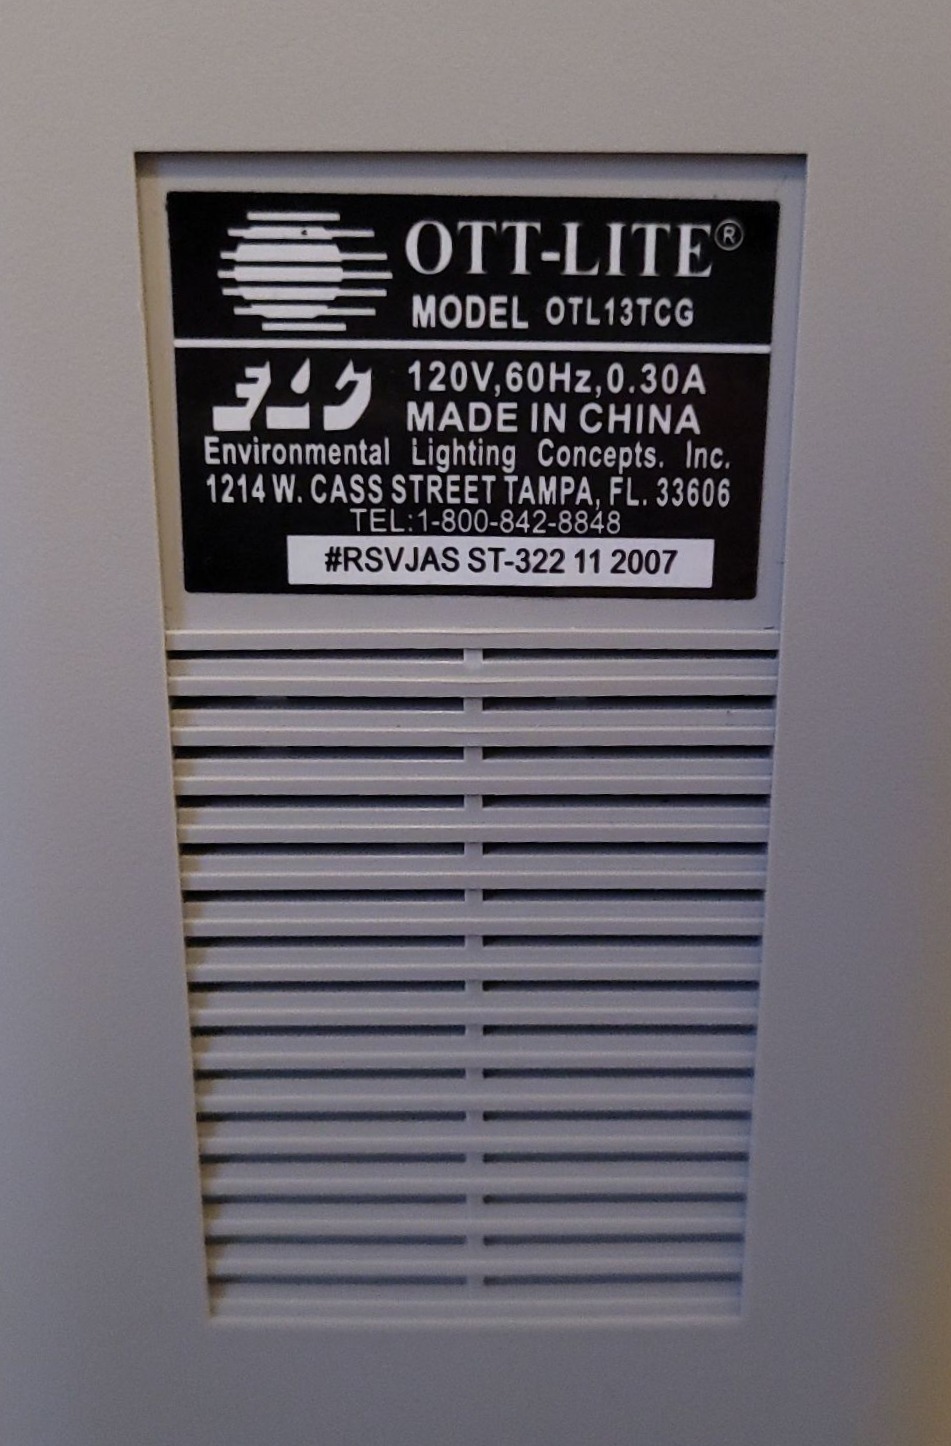 OTT-LITE®
MODEL OTL13TCG
120V,60Hz,0.30A
MADE IN CHINA
Environmental Lighting Concepts. Inc.
1214 W. CASS STREET TAMPA, FL. 33606
TEL:1-800-842-8848
#RSVJAS ST-322 11 2007